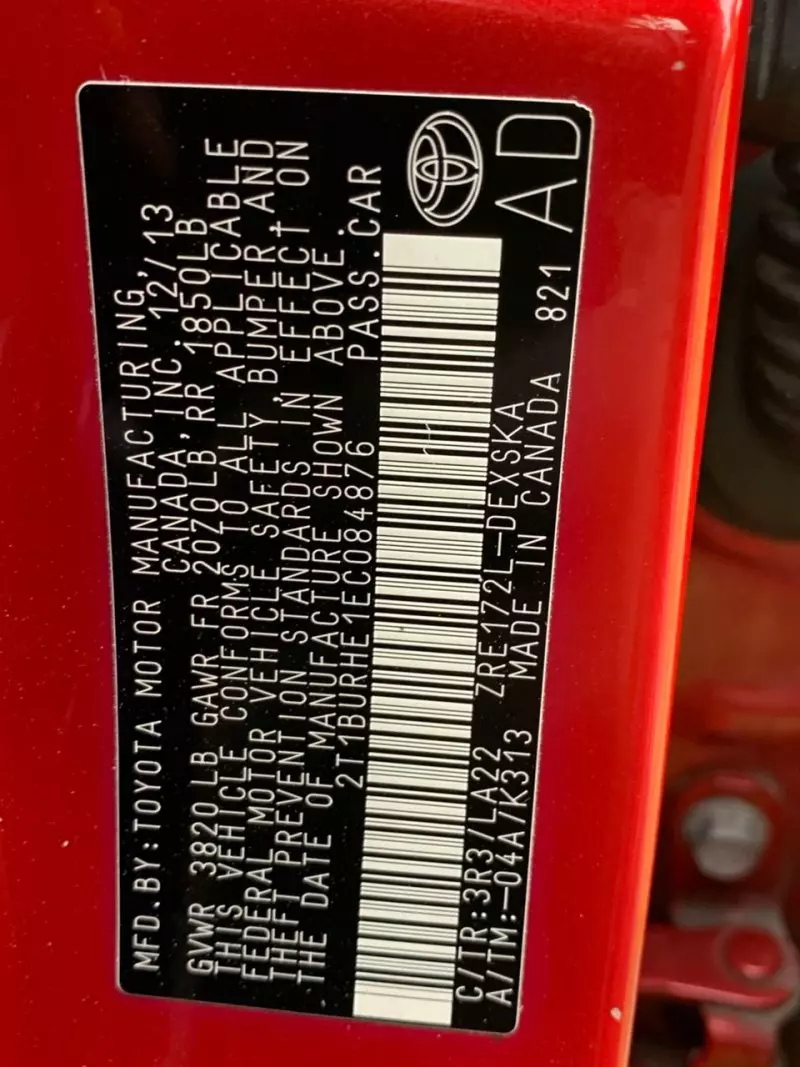 MFD.BY:TOYOTA MOTOR MANUFACTURING,
CANADA, INC. 12/13
GVWR 3820LB GAWR FR 2070LB, RR 1850LB
THIS VEHICLE CONFORMS TO ALL APPLICABLE
FEDERAL MOTOR VEHICLE SAFETY, BUMPER, AND
THEFT PREVENTION STANDARDS IN EFFECT ON
THE DATE OF MANUFACTURE SHOWN ABOVE.
2T1BURHE1EC084876 PASS.CAR
C/TR:3R3/LA22 ZRE172L-DEXSKA
A/TM:-04A/K313 MADE IN CANADA 821
AD